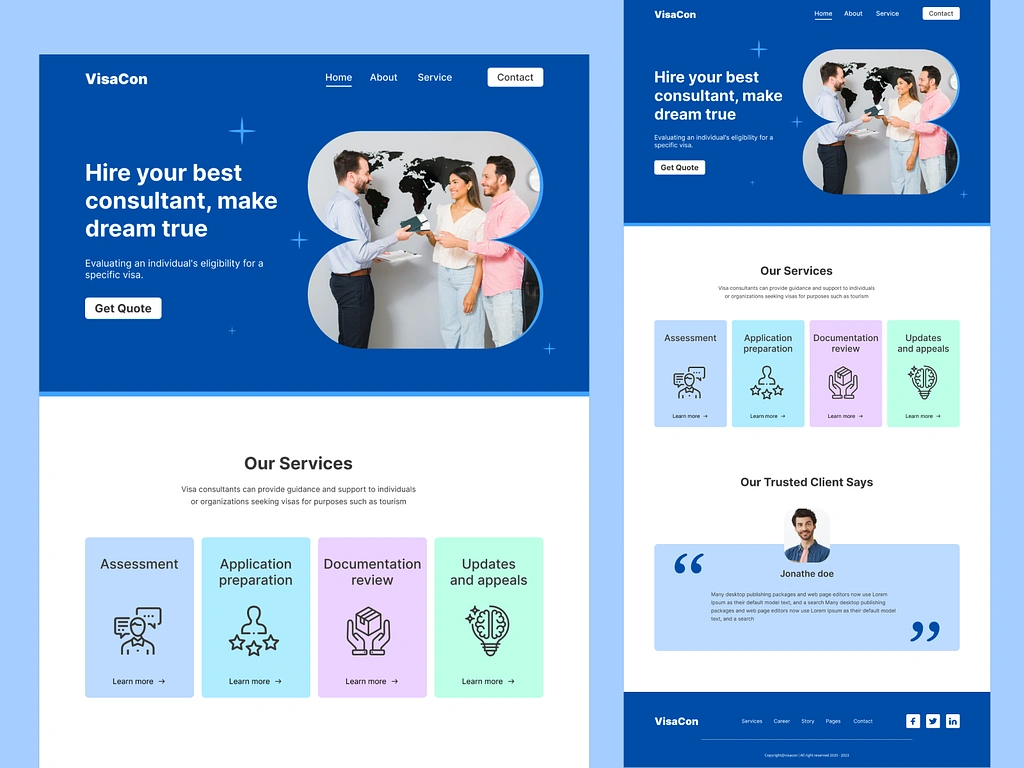 VisaCon
Home About Service Contact
Hire your best
consultant, make
dream true
Evaluating an individual's eligibility for a
specific visa.
Get Quote
Our Services
Visa consultants can provide guidance and support to individuals
or organizations seeking visas for purposes such as tourism
Assessment
Learn more →
Application
preparation
Learn more →
Documentation
review
Learn more →
Updates
and appeals
Learn more →
VisaCon
Home About Service Contact
Hire your best
consultant, make
dream true
Evaluating an individual's eligibility for a
specific visa.
Get Quote
Our Services
Visa consultants can provide guidance and support to individuals
or organizations seeking visas for purposes such as tourism
Assessment
Learn more →
Application
preparation
Learn more →
Documentation
review
Learn more →
Updates
and appeals
Learn more →
Our Trusted Client Says
“
Jonathe doe
Many desktop publishing packages and web page editors now use Lorem
Ipsum as their default model text, and a search Many desktop publishing
packages and web page editors now use Lorem Ipsum as their default model
text, and a search
”
VisaCon
Services Career Story Pages Contact
Copyright@visacon | All right reserved 2020 - 2023